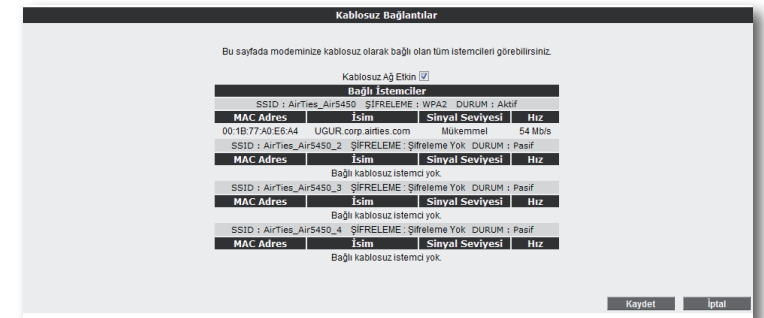 Kablosuz Bağlantılar
Bu sayfada modeminize kablosuz olarak bağlı olan tüm istemcileri görebilirsiniz.
Kablosuz Ağ Etkin
Bağlı İstemciler
SSID : AirTies_Air5450 ŞİFRELEME : WPA2 DURUM : Aktif
MAC Adres İsim Sinyal Seviyesi Hız
00:1B:77:A0:E6:A4 UGUR.corp.airties.com Mükemmel 54 Mb/s
SSID : AirTies_Air5450_2 ŞİFRELEME : Şifreleme Yok DURUM : Pasif
MAC Adres İsim Sinyal Seviyesi Hız
Bağlı kablosuz istemci yok.
SSID : AirTies_Air5450_3 ŞİFRELEME : Şifreleme Yok DURUM : Pasif
MAC Adres İsim Sinyal Seviyesi Hız
Bağlı kablosuz istemci yok.
SSID : AirTies_Air5450_4 ŞİFRELEME : Şifreleme Yok DURUM : Pasif
MAC Adres İsim Sinyal Seviyesi Hız
Bağlı kablosuz istemci yok.
Kaydet İptal